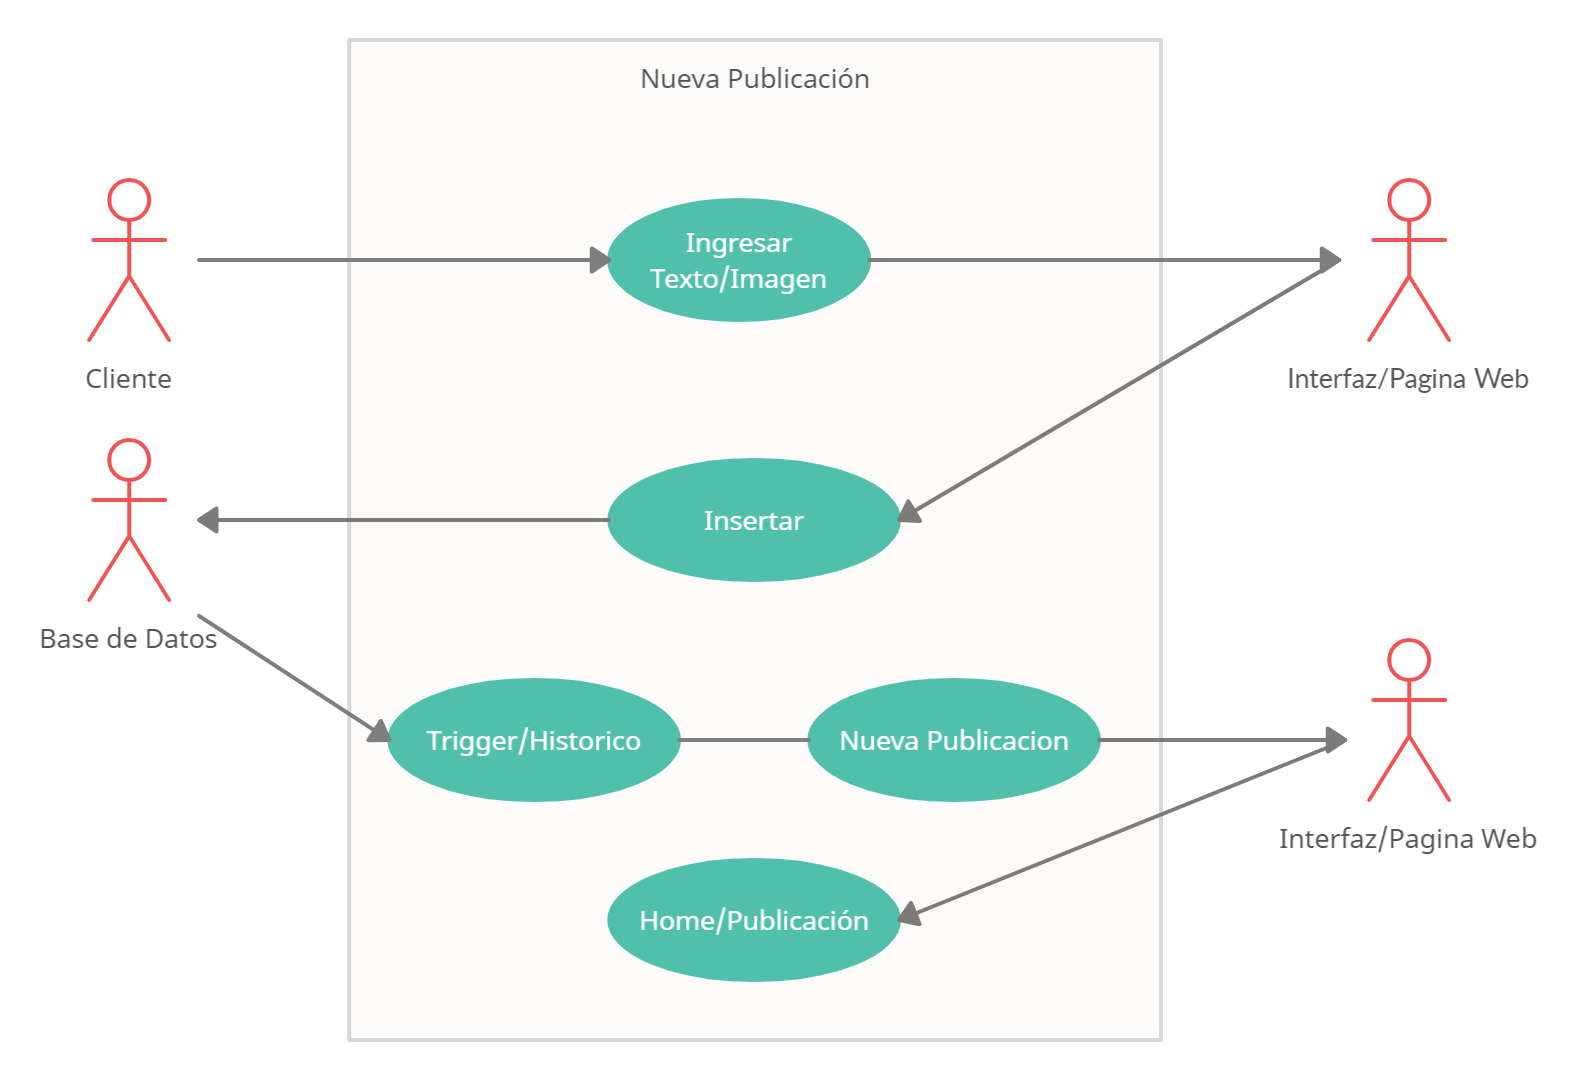 Nueva Publicación
Ingresar
Texto/Imagen
Cliente
Interfaz/Pagina Web
Insertar
Base de Datos
Trigger/Historico
Nueva Publicacion
Interfaz/Pagina Web
Home/Publicación